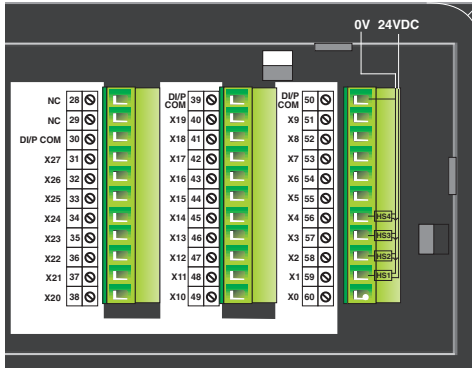 0V 24VDC
NC 28
NC 29
DI/P COM 30
X27 31
X26 32
X25 33
X24 34
X23 35
X22 36
X21 37
X20 38
DI/P COM 39
X19 40
X18 41
X17 42
X16 43
X15 44
X14 45
X13 46
X12 47
X11 48
X10 49
DI/P COM 50
X9 51
X8 52
X7 53
X6 54
X5 55
X4 56 HS4
X3 57 HS3
X2 58 HS2
X1 59 HS1
X0 60